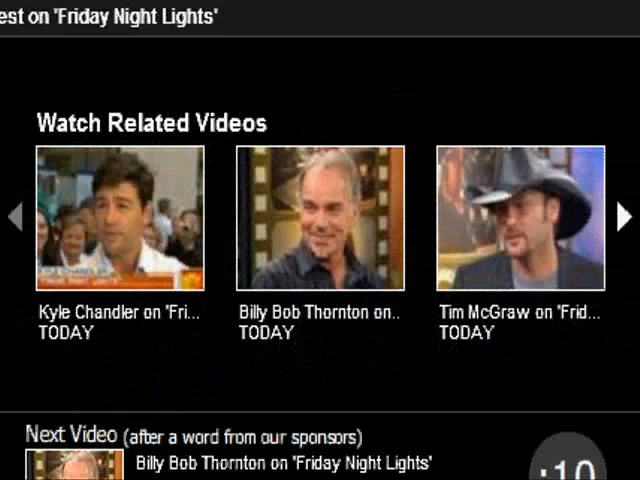 est on 'Friday Night Lights'
Watch Related Videos
KYLE CHANDLER
Kyle Chandler on 'Fri...
TODAY
Billy Bob Thornton on..
TODAY
Tim McGraw on 'Frid...
TODAY
Next Video (after a word from our sponsors)
Billy Bob Thornton on 'Friday Night Lights'
:10